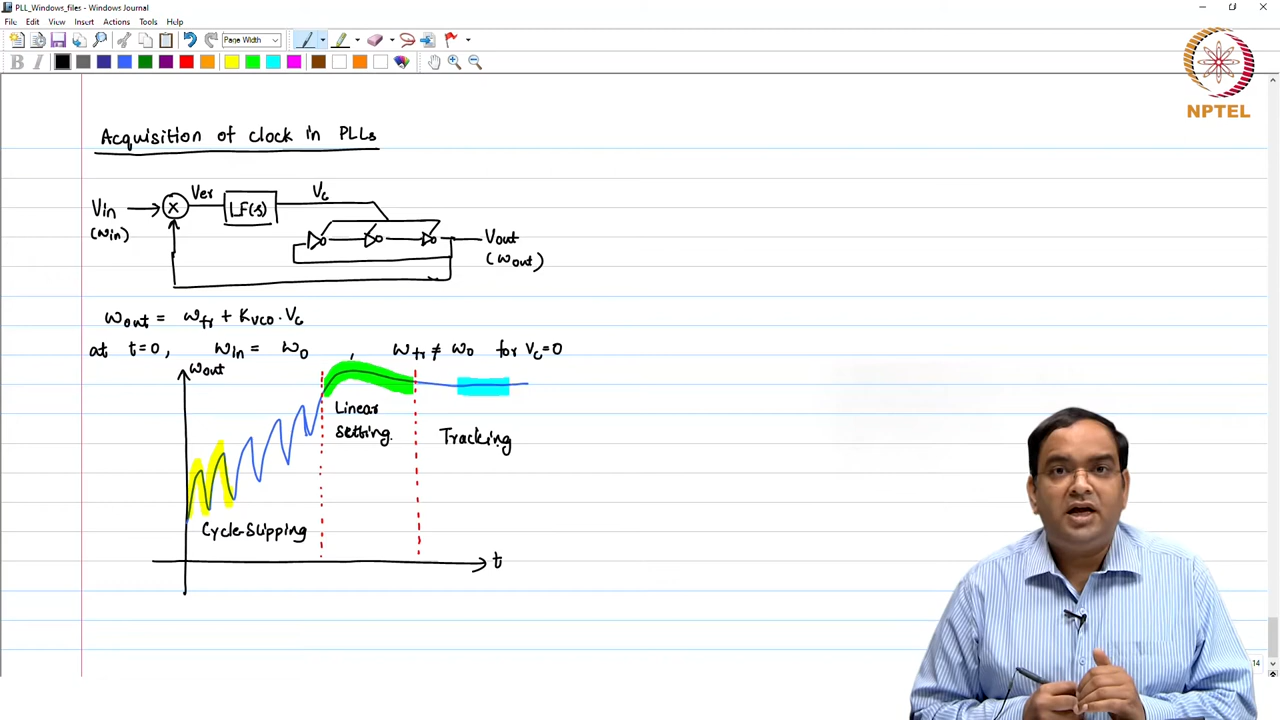 PLL_Windows_files - Windows Journal
File Edit View Insert Actions Tools Help
Page Width
B I
NPTEL
Acquisition of clock in PLLs
Vin (ωin)
×
Ver
LF(s)
Vc
Vout (ωout)
ωout = ωfr + KVCO·Vc
at t=0, ωin = ω0, ωfr ≠ ω0 for Vc=0
ωout
Linear
Settling.
Tracking
Cycle-Slipping
t
14